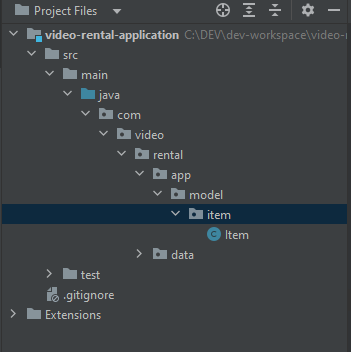 Project Files
video-rental-application C:\DEV\dev-workspace\video-r
src
main
java
com
video
rental
app
model
item
Item
data
test
.gitignore
Extensions